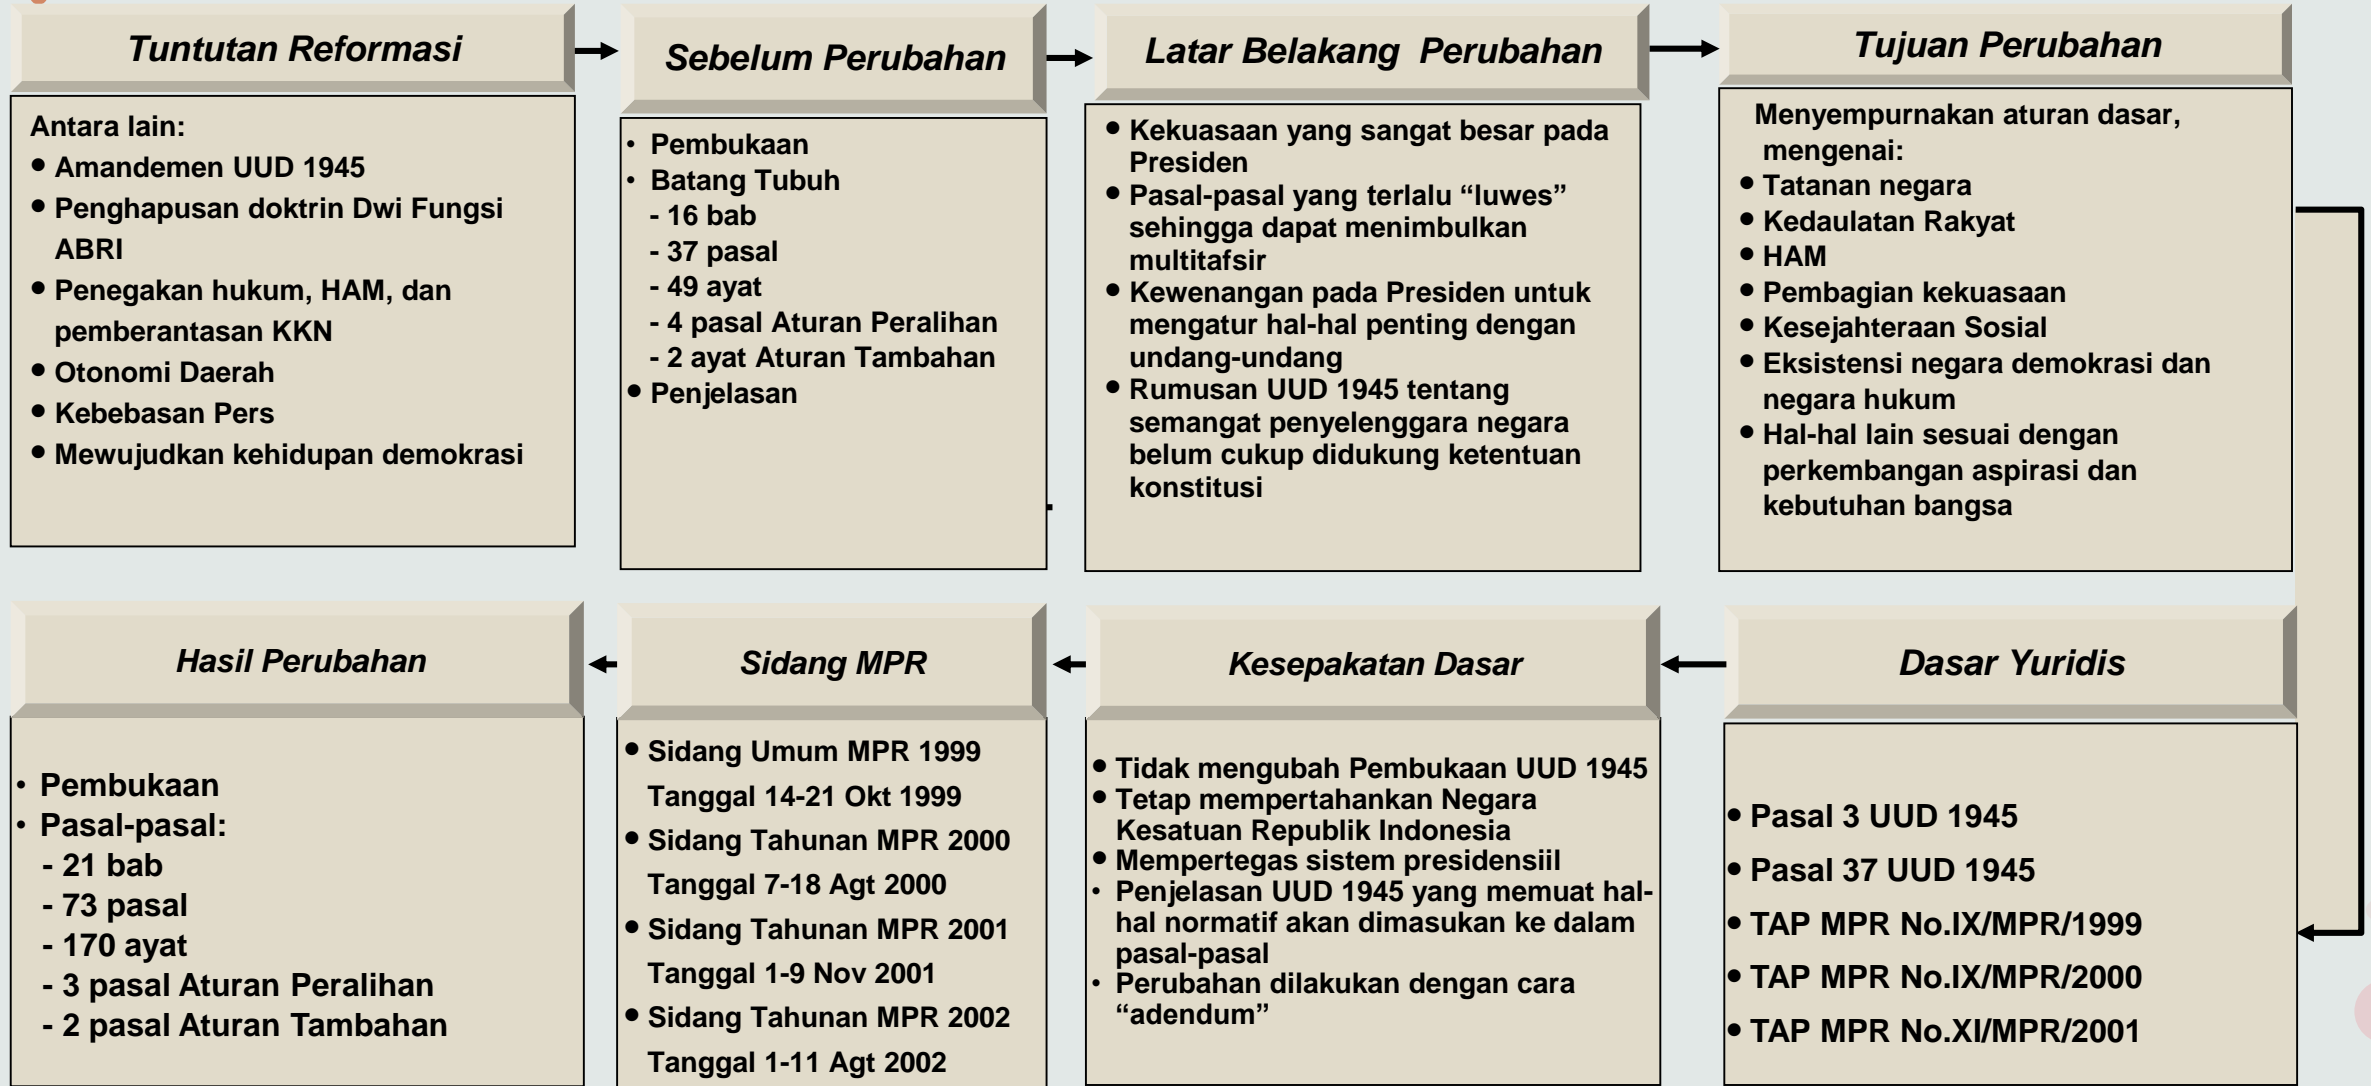 Tuntutan Reformasi
Antara lain:
• Amandemen UUD 1945
• Penghapusan doktrin Dwi Fungsi
ABRI
• Penegakan hukum, HAM, dan
pemberantasan KKN
• Otonomi Daerah
• Kebebasan Pers
• Mewujudkan kehidupan demokrasi
Sebelum Perubahan
• Pembukaan
• Batang Tubuh
- 16 bab
- 37 pasal
- 49 ayat
- 4 pasal Aturan Peralihan
- 2 ayat Aturan Tambahan
• Penjelasan
Latar Belakang Perubahan
• Kekuasaan yang sangat besar pada
Presiden
• Pasal-pasal yang terlalu “luwes”
sehingga dapat menimbulkan
multitafsir
• Kewenangan pada Presiden untuk
mengatur hal-hal penting dengan
undang-undang
• Rumusan UUD 1945 tentang
semangat penyelenggara negara
belum cukup didukung ketentuan
konstitusi
Tujuan Perubahan
Menyempurnakan aturan dasar,
mengenai:
• Tatanan negara
• Kedaulatan Rakyat
• HAM
• Pembagian kekuasaan
• Kesejahteraan Sosial
• Eksistensi negara demokrasi dan
negara hukum
• Hal-hal lain sesuai dengan
perkembangan aspirasi dan
kebutuhan bangsa
Dasar Yuridis
• Pasal 3 UUD 1945
• Pasal 37 UUD 1945
• TAP MPR No.IX/MPR/1999
• TAP MPR No.IX/MPR/2000
• TAP MPR No.XI/MPR/2001
Kesepakatan Dasar
• Tidak mengubah Pembukaan UUD 1945
• Tetap mempertahankan Negara
Kesatuan Republik Indonesia
• Mempertegas sistem presidensiil
• Penjelasan UUD 1945 yang memuat hal-
hal normatif akan dimasukan ke dalam
pasal-pasal
• Perubahan dilakukan dengan cara
“adendum”
Sidang MPR
• Sidang Umum MPR 1999
Tanggal 14-21 Okt 1999
• Sidang Tahunan MPR 2000
Tanggal 7-18 Agt 2000
• Sidang Tahunan MPR 2001
Tanggal 1-9 Nov 2001
• Sidang Tahunan MPR 2002
Tanggal 1-11 Agt 2002
Hasil Perubahan
• Pembukaan
• Pasal-pasal:
- 21 bab
- 73 pasal
- 170 ayat
- 3 pasal Aturan Peralihan
- 2 pasal Aturan Tambahan